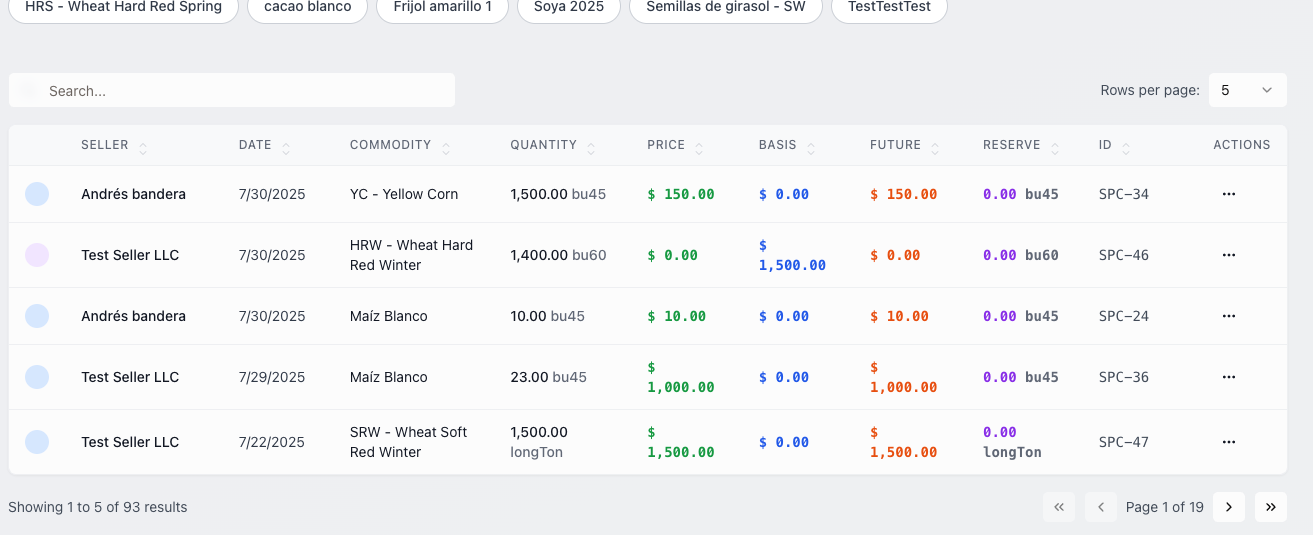 HRS - Wheat Hard Red Spring cacao blanco Frijol amarillo 1 Soya 2025 Semillas de girasol - SW TestTestTest
Search... Rows per page: 5
SELLER DATE COMMODITY QUANTITY PRICE BASIS FUTURE RESERVE ID ACTIONS
Andrés bandera 7/30/2025 YC - Yellow Corn 1,500.00 bu45 $ 150.00 $ 0.00 $ 150.00 0.00 bu45 SPC-34 ...
Test Seller LLC 7/30/2025 HRW - Wheat Hard Red Winter 1,400.00 bu60 $ 0.00 $ 1,500.00 $ 0.00 0.00 bu60 SPC-46 ...
Andrés bandera 7/30/2025 Maíz Blanco 10.00 bu45 $ 10.00 $ 0.00 $ 10.00 0.00 bu45 SPC-24 ...
Test Seller LLC 7/29/2025 Maíz Blanco 23.00 bu45 $ 1,000.00 $ 0.00 $ 1,000.00 0.00 bu45 SPC-36 ...
Test Seller LLC 7/22/2025 SRW - Wheat Soft Red Winter 1,500.00 longTon $ 1,500.00 $ 0.00 $ 1,500.00 0.00 longTon SPC-47 ...
Showing 1 to 5 of 93 results « ‹ Page 1 of 19 › »